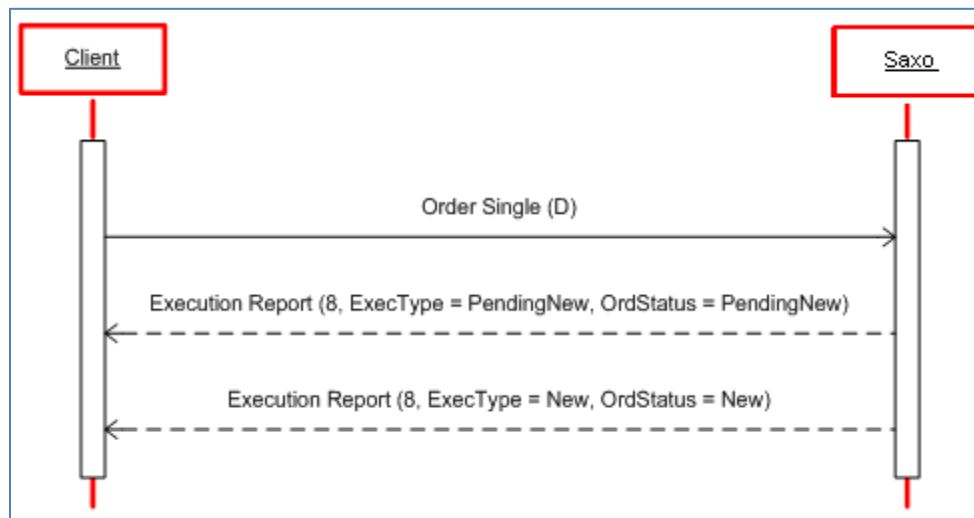 Client
Saxo
Order Single (D)
Execution Report (8, ExecType = PendingNew, OrdStatus = PendingNew)
Execution Report (8, ExecType = New, OrdStatus = New)